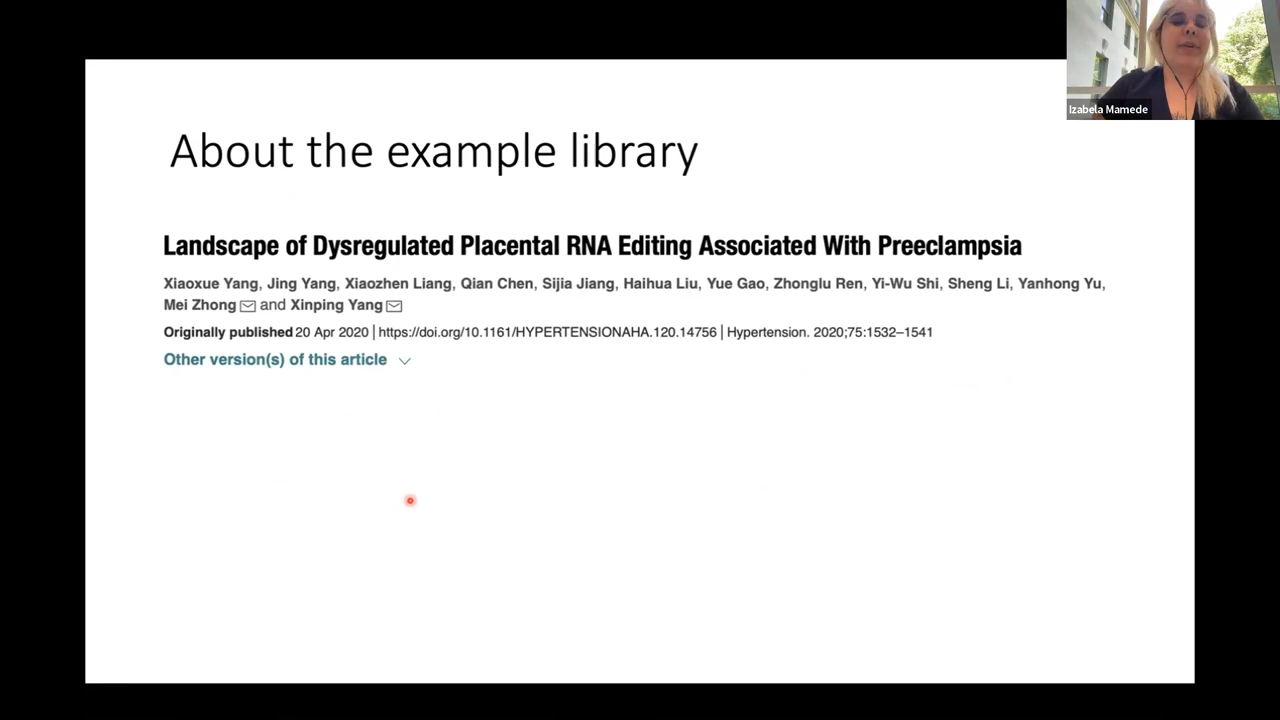 Izabela Mamede
About the example library
Landscape of Dysregulated Placental RNA Editing Associated With Preeclampsia
Xiaoxue Yang, Jing Yang, Xiaozhen Liang, Qian Chen, Sijia Jiang, Haihua Liu, Yue Gao, Zhonglu Ren, Yi-Wu Shi, Sheng Li, Yanhong Yu,
Mei Zhong and Xinping Yang
Originally published 20 Apr 2020 | https://doi.org/10.1161/HYPERTENSIONAHA.120.14756 | Hypertension. 2020;75:1532–1541
Other version(s) of this article